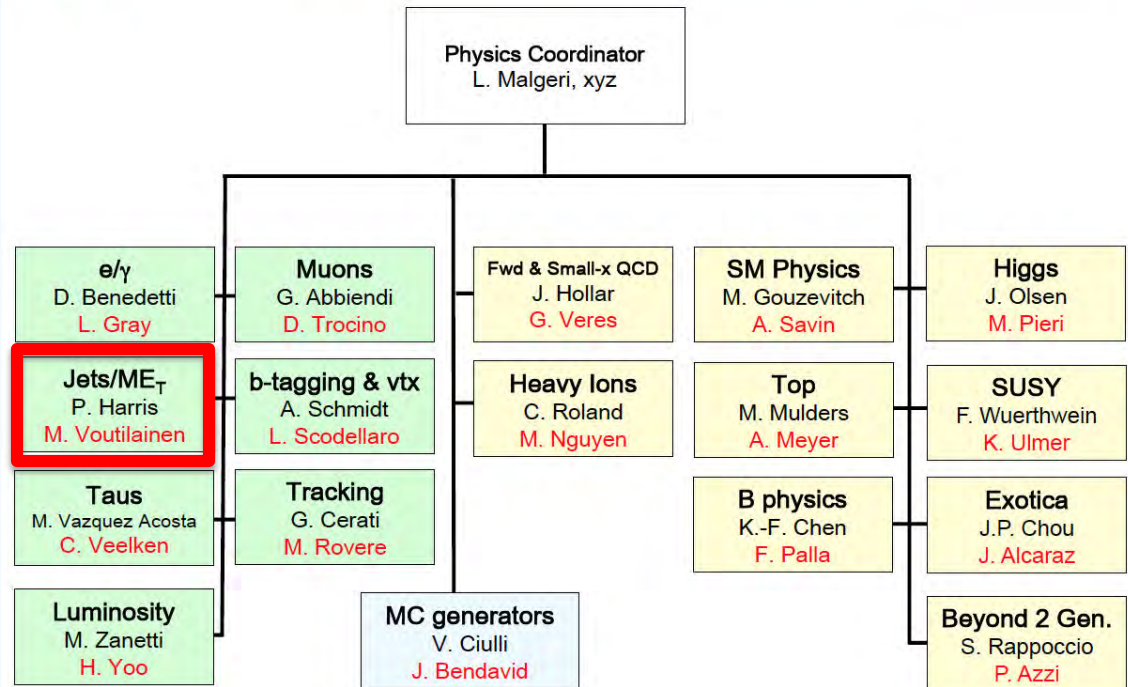 Physics Coordinator
L. Malgeri, xyz
e/γ
D. Benedetti
L. Gray
Muons
G. Abbiendi
D. Trocino
Fwd & Small-x QCD
J. Hollar
G. Veres
SM Physics
M. Gouzevitch
A. Savin
Higgs
J. Olsen
M. Pieri
Jets/MET
P. Harris
M. Voutilainen
b-tagging & vtx
A. Schmidt
L. Scodellaro
Heavy Ions
C. Roland
M. Nguyen
Top
M. Mulders
A. Meyer
SUSY
F. Wuerthwein
K. Ulmer
Taus
M. Vazquez Acosta
C. Veelken
Tracking
G. Cerati
M. Rovere
B physics
K.-F. Chen
F. Palla
Exotica
J.P. Chou
J. Alcaraz
Luminosity
M. Zanetti
H. Yoo
MC generators
V. Ciulli
J. Bendavid
Beyond 2 Gen.
S. Rappoccio
P. Azzi